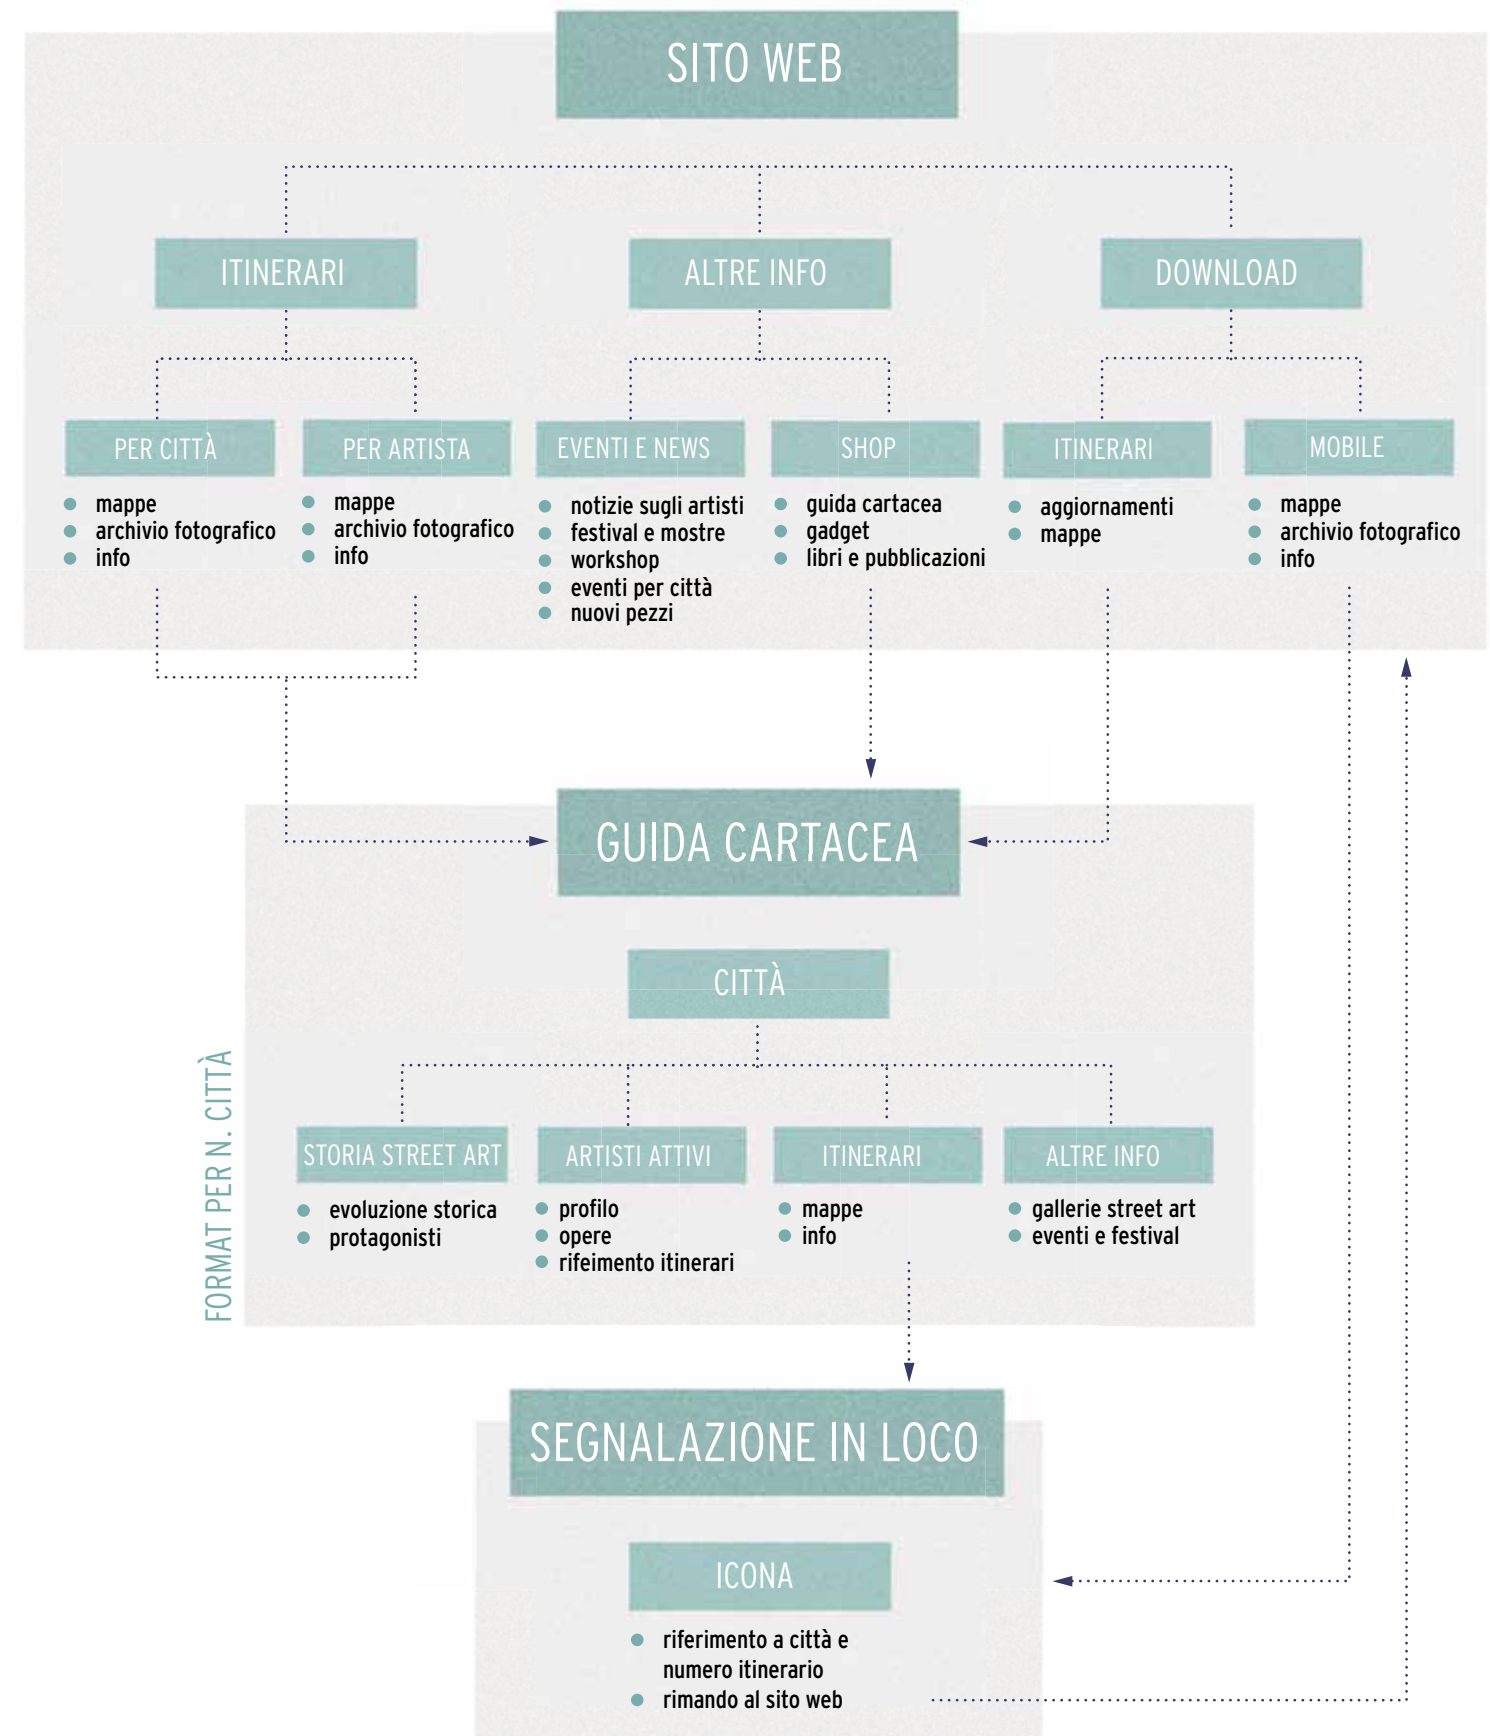 SITO WEB
ITINERARI
ALTRE INFO
DOWNLOAD
PER CITTÀ
mappe
archivio fotografico
info
PER ARTISTA
mappe
archivio fotografico
info
EVENTI E NEWS
notizie sugli artisti
festival e mostre
workshop
eventi per città
nuovi pezzi
SHOP
guida cartacea
gadget
libri e pubblicazioni
ITINERARI
aggiornamenti
mappe
MOBILE
mappe
archivio fotografico
info
GUIDA CARTACEA
CITTÀ
FORMAT PER N. CITTÀ
STORIA STREET ART
evoluzione storica
protagonisti
ARTISTI ATTIVI
profilo
opere
rifeimento itinerari
ITINERARI
mappe
info
ALTRE INFO
gallerie street art
eventi e festival
SEGNALAZIONE IN LOCO
ICONA
riferimento a città e
numero itinerario
rimando al sito web